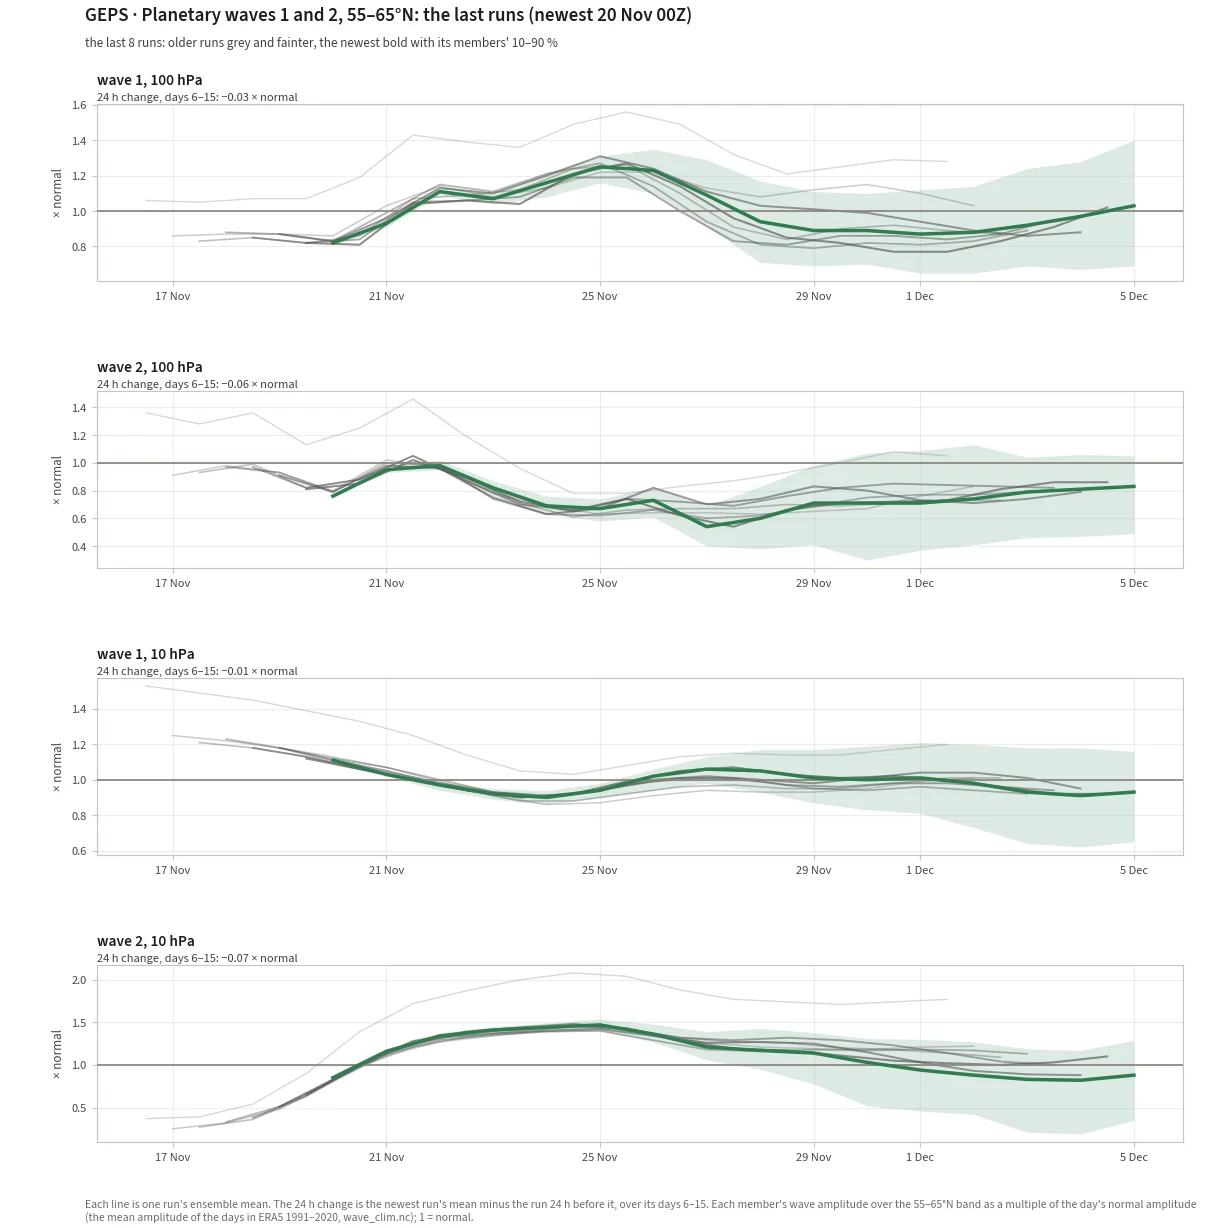 GEPS · Planetary waves 1 and 2, 55–65°N: the last runs (newest 20 Nov 00Z)
the last 8 runs: older runs grey and fainter, the newest bold with its members' 10–90 %
wave 1, 100 hPa
24 h change, days 6–15: −0.03 × normal
1.6
1.4
1.2
1.0
0.8
× normal
17 Nov
21 Nov
25 Nov
29 Nov
1 Dec
5 Dec
wave 2, 100 hPa
24 h change, days 6–15: −0.06 × normal
1.4
1.2
1.0
0.8
0.6
0.4
× normal
17 Nov
21 Nov
25 Nov
29 Nov
1 Dec
5 Dec
wave 1, 10 hPa
24 h change, days 6–15: −0.01 × normal
1.4
1.2
1.0
0.8
0.6
× normal
17 Nov
21 Nov
25 Nov
29 Nov
1 Dec
5 Dec
wave 2, 10 hPa
24 h change, days 6–15: −0.07 × normal
2.0
1.5
1.0
0.5
× normal
17 Nov
21 Nov
25 Nov
29 Nov
1 Dec
5 Dec
Each line is one run's ensemble mean. The 24 h change is the newest run's mean minus the run 24 h before it, over its days 6–15. Each member's wave amplitude over the 55–65°N band as a multiple of the day's normal amplitude
(the mean amplitude of the days in ERA5 1991–2020, wave_clim.nc); 1 = normal.